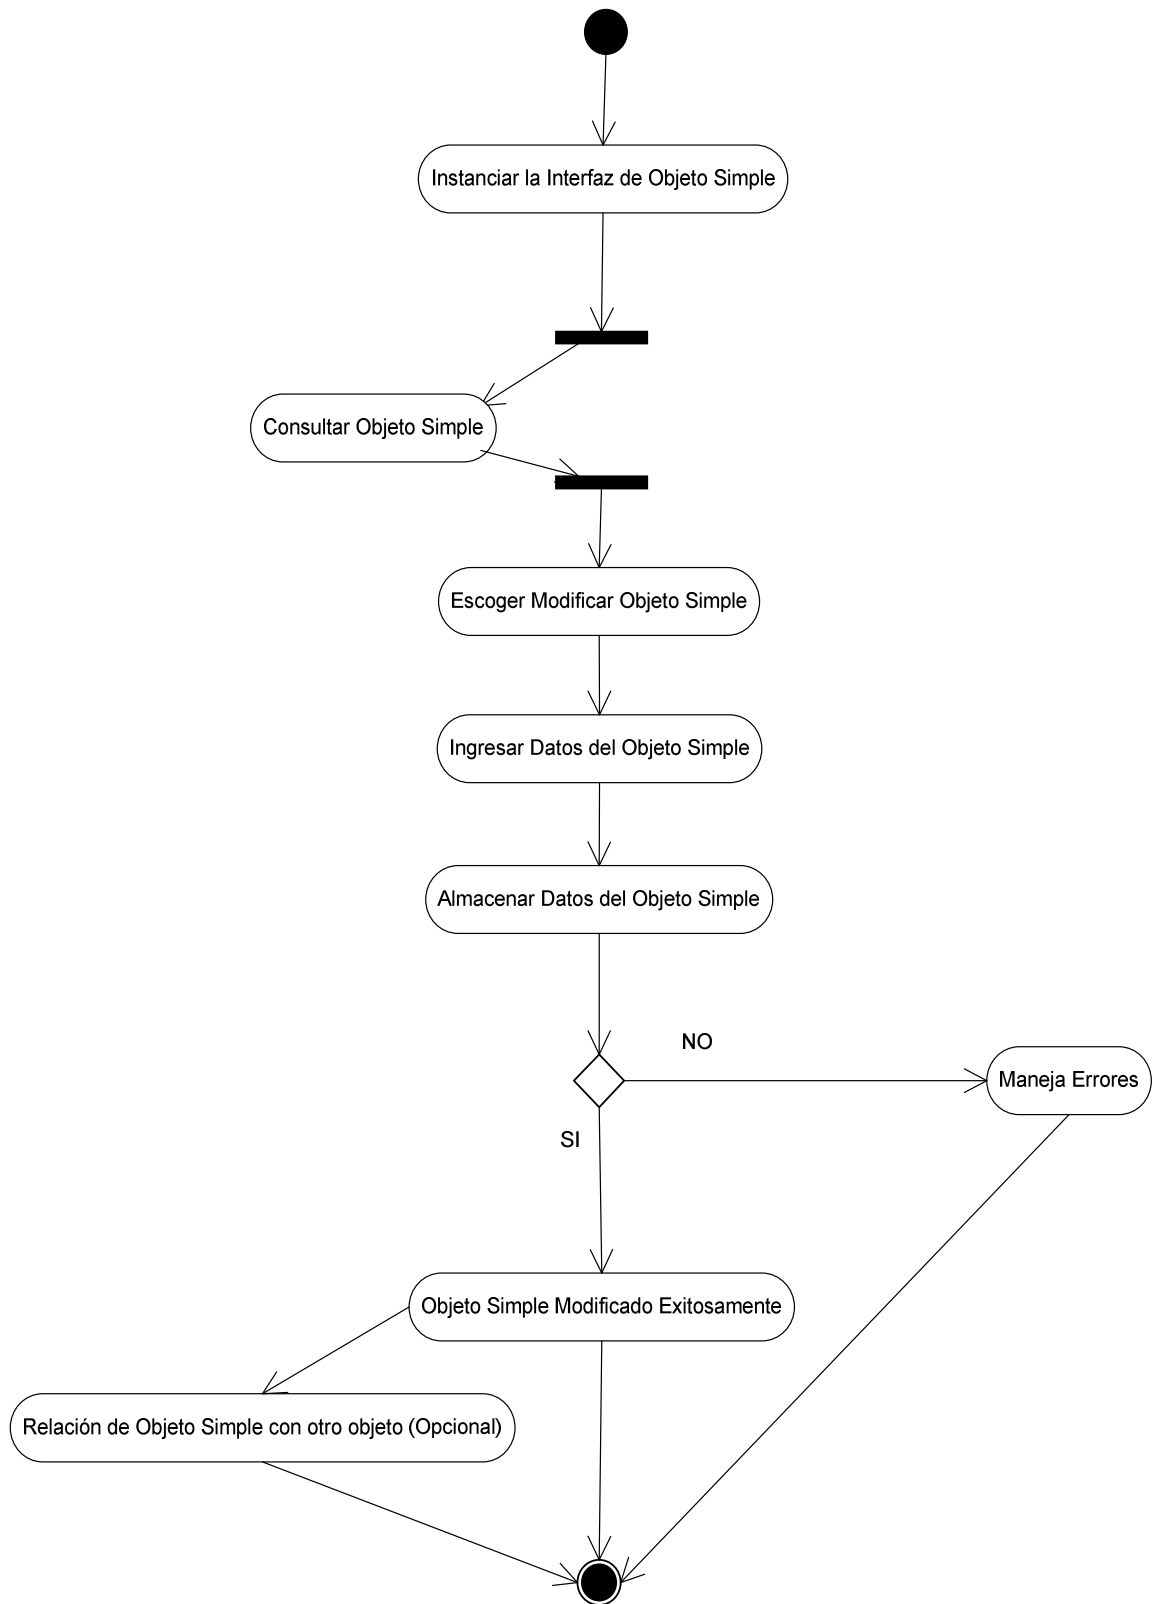 Instanciar la Interfaz de Objeto Simple
Consultar Objeto Simple
Escoger Modificar Objeto Simple
Ingresar Datos del Objeto Simple
Almacenar Datos del Objeto Simple
NO
Maneja Errores
SI
Objeto Simple Modificado Exitosamente
Relación de Objeto Simple con otro objeto (Opcional)